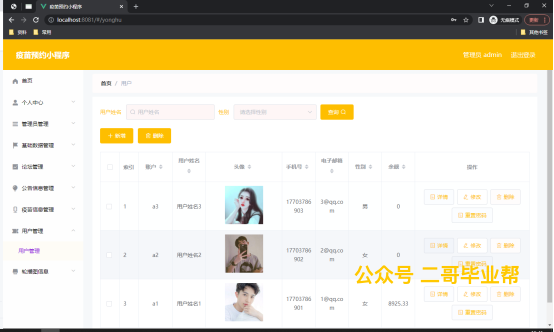 疫苗预约小程序
localhost:8081/#/yonghu
无痕模式
更新
资料 常用
其他书签
疫苗预约小程序 管理员 admin 退出登录
首页
个人中心
管理员管理
基础数据管理
论坛管理
公告信息管理
疫苗信息管理
用户管理
用户管理
轮播图信息
首页 / 用户
用户姓名 用户姓名 性别 请选择性别 查询
+ 新增 删除
索引 账户 用户姓名 头像 手机号 电子邮箱 性别 余额 操作
1 a3 用户姓名3 17703786903 3@qq.com 男 0 详情 修改 删除 重置密码
2 a2 用户姓名2 17703786902 2@qq.com 女 0 详情 修改 删除 重置密码
3 a1 用户姓名1 17703786901 1@qq.com 女 8925.33 详情 修改 删除 重置密码
公众号 二哥毕业帮